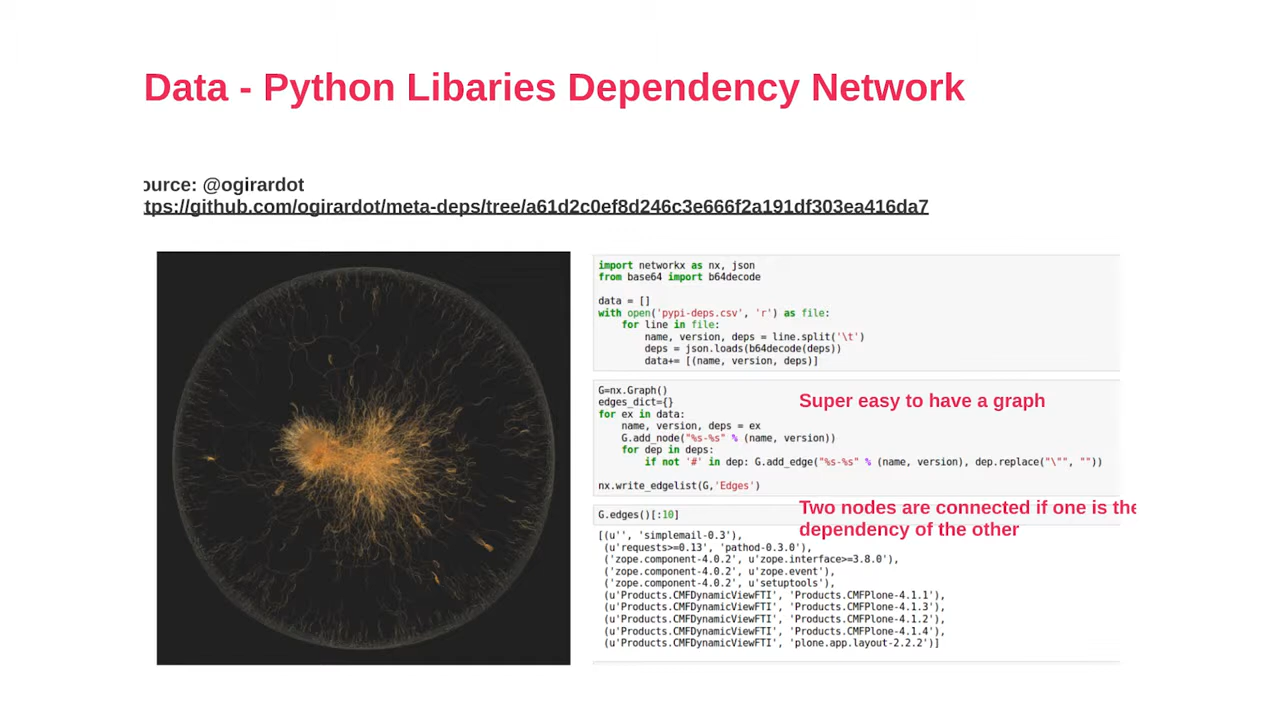 Data - Python Libaries Dependency Network
ource: @ogirardot
tps://github.com/ogirardot/meta-deps/tree/a61d2c0ef8d246c3e666f2a191df303ea416da7
import networkx as nx, json
from base64 import b64decode
data = []
with open('pypi-deps.csv', 'r') as file:
    for line in file:
        name, version, deps = line.split('\t')
        deps = json.loads(b64decode(deps))
        data+= [(name, version, deps)]
G=nx.Graph()
edges_dict={}
for ex in data:
    name, version, deps = ex
    G.add_node("%s-%s" % (name, version))
    for dep in deps:
        if not '#' in dep: G.add_edge("%s-%s" % (name, version), dep.replace("\"", ""))
nx.write_edgelist(G,'Edges')
Super easy to have a graph
G.edges()[:10]
Two nodes are connected if one is the
dependency of the other
[(u'', 'simplemail-0.3'),
 (u'requests>=0.13', 'pathod-0.3.0'),
 ('zope.component-4.0.2', u'zope.interface>=3.8.0'),
 ('zope.component-4.0.2', u'zope.event'),
 ('zope.component-4.0.2', u'setuptools'),
 (u'Products.CMFDynamicViewFTI', 'Products.CMFPlone-4.1.1'),
 (u'Products.CMFDynamicViewFTI', 'Products.CMFPlone-4.1.3'),
 (u'Products.CMFDynamicViewFTI', 'Products.CMFPlone-4.1.2'),
 (u'Products.CMFDynamicViewFTI', 'Products.CMFPlone-4.1.4'),
 (u'Products.CMFDynamicViewFTI', 'plone.app.layout-2.2.2')]